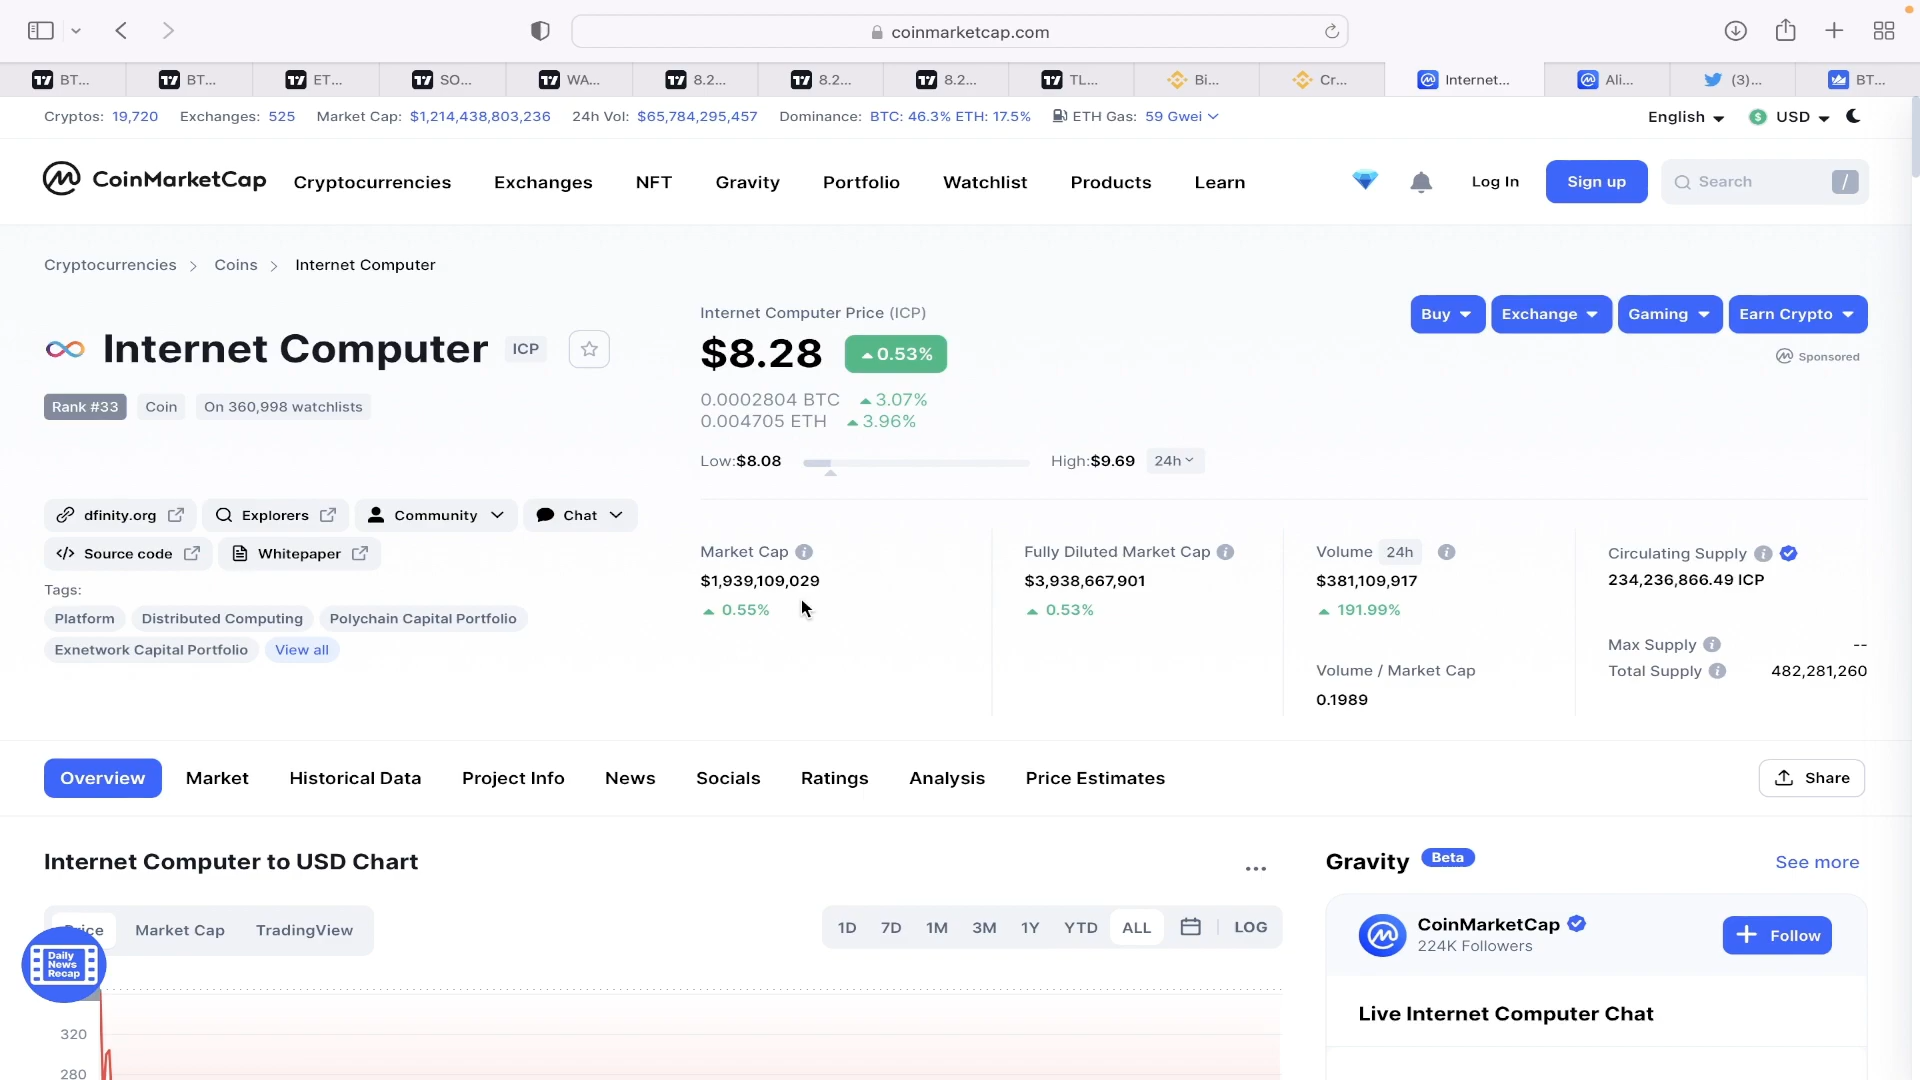 coinmarketcap.com
BT...
BT...
ET...
SO...
WA...
8.2...
8.2...
8.2...
TL...
Bi...
Cr...
Internet...
Ali...
(3)...
BT...
Cryptos: 19,720 Exchanges: 525 Market Cap: $1,214,438,803,236 24h Vol: $65,784,295,457 Dominance: BTC: 46.3% ETH: 17.5% ETH Gas: 59 Gwei
English
$ USD
CoinMarketCap
Cryptocurrencies
Exchanges
NFT
Gravity
Portfolio
Watchlist
Products
Learn
Log In
Sign up
Search /
Cryptocurrencies > Coins > Internet Computer
Internet Computer ICP
Rank #33
Coin
On 360,998 watchlists
Internet Computer Price (ICP)
$8.28 0.53%
0.0002804 BTC 3.07%
0.004705 ETH 3.96%
Low:$8.08
High:$9.69
24h
Buy
Exchange
Gaming
Earn Crypto
Sponsored
dfinity.org
Explorers
Community
Chat
Source code
Whitepaper
Tags:
Platform
Distributed Computing
Polychain Capital Portfolio
Exnetwork Capital Portfolio
View all
Market Cap
$1,939,109,029
0.55%
Fully Diluted Market Cap
$3,938,667,901
0.53%
Volume 24h
$381,109,917
191.99%
Volume / Market Cap
0.1989
Circulating Supply
234,236,866.49 ICP
Max Supply --
Total Supply 482,281,260
Overview
Market
Historical Data
Project Info
News
Socials
Ratings
Analysis
Price Estimates
Share
Internet Computer to USD Chart
...
Market Cap
TradingView
1D
7D
1M
3M
1Y
YTD
ALL
LOG
Daily
News
Recap
320
280
Gravity Beta
See more
CoinMarketCap
224K Followers
+ Follow
Live Internet Computer Chat